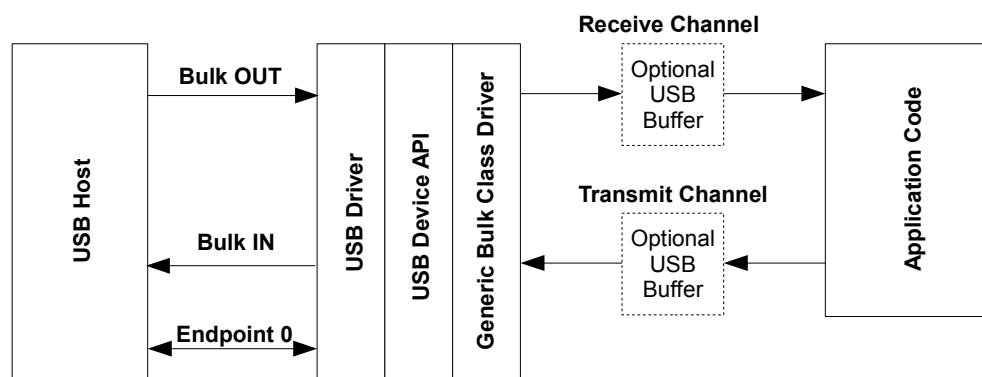 Receive Channel
USB Host
Bulk OUT
USB Driver
USB Device API
Generic Bulk Class Driver
Optional
USB
Buffer
Application Code
Transmit Channel
Bulk IN
Optional
USB
Buffer
Endpoint 0